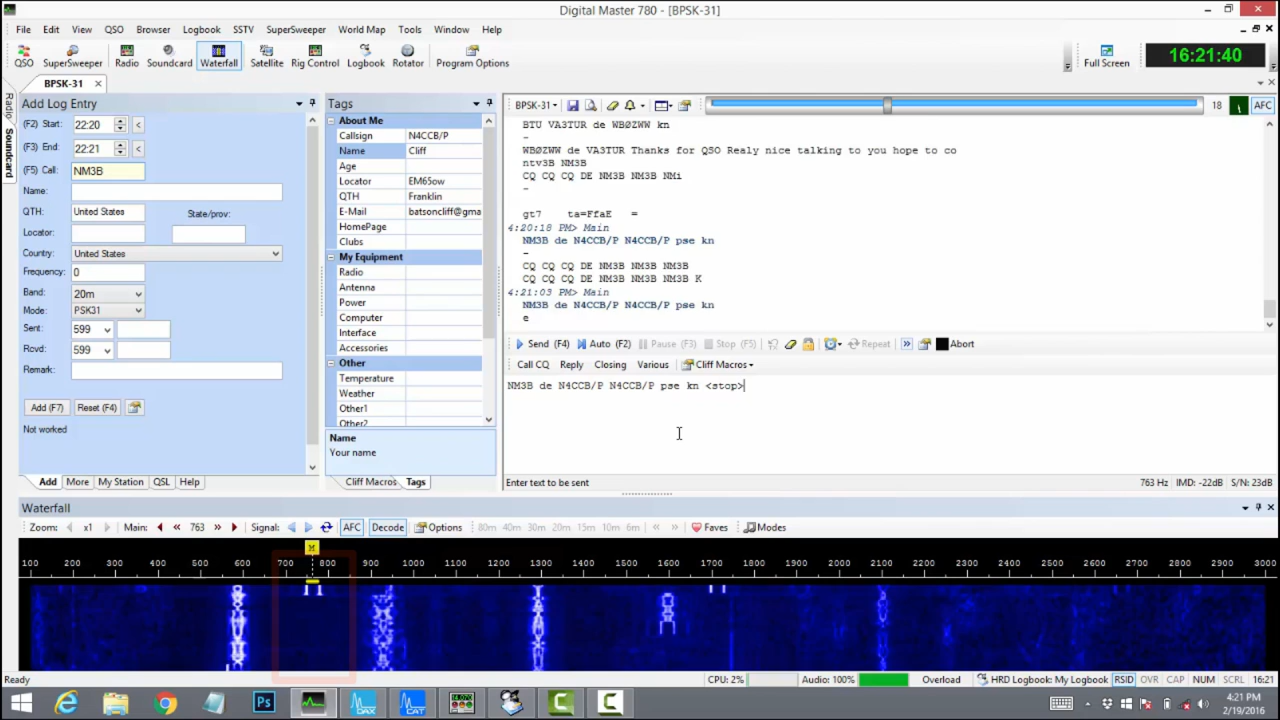 Digital Master 780 - [BPSK-31]
File Edit View QSO Browser Logbook SSTV SuperSweeper World Map Tools Window Help
QSO SuperSweeper Radio Soundcard Waterfall Satellite Rig Control Logbook Rotator Program Options Full Screen 16:21:40
BPSK-31
Radio
Soundcard
Add Log Entry
(F2) Start: 22:20 <
(F3) End: 22:21 <
(F5) Call: NM3B
Name:
QTH: United States State/prov:
Locator:
Country: United States
Frequency: 0
Band: 20m
Mode: PSK31
Sent: 599
Rcvd: 599
Remark:
Add (F7) Reset (F4)
Not worked
Add More My Station QSL Help
Tags
About Me
Callsign N4CCB/P
Name Cliff
Age
Locator EM65ow
QTH Franklin
E-Mail batsoncliff@gma
HomePage
Clubs
My Equipment
Radio
Antenna
Power
Computer
Interface
Accessories
Other
Temperature
Weather
Other1
Other2
Name
Your name
Cliff Macros Tags
BPSK-31 18 AFC
BTU VA3TUR de WBØZWW kn
-
WBØZWW de VA3TUR Thanks for QSO Realy nice talking to you hope to co
ntv3B NM3B
CQ CQ CQ DE NM3B NM3B NMi
-
gt7 ta=FfaE =
4:20:18 PM> Main
NM3B de N4CCB/P N4CCB/P pse kn
-
CQ CQ CQ DE NM3B NM3B NM3B
CQ CQ CQ DE NM3B NM3B NM3B K
4:21:03 PM> Main
NM3B de N4CCB/P N4CCB/P pse kn
e
Send (F4) Auto (F2) Pause (F3) Stop (F5) Repeat Abort
Call CQ Reply Closing Various Cliff Macros
NM3B de N4CCB/P N4CCB/P pse kn <stop>
Enter text to be sent 763 Hz IMD: -22dB S/N: 23dB
Waterfall
Zoom: x1 Main: 763 Signal: AFC Decode Options 80m 40m 30m 20m 15m 10m 6m Faves Modes
100 200 300 400 500 600 700 800 900 1000 1100 1200 1300 1400 1500 1600 1700 1800 1900 2000 2100 2200 2300 2400 2500 2600 2700 2800 2900 3000
Ready CPU: 2% Audio: 100% Overload HRD Logbook: My Logbook RSID OVR CAP NUM SCRL 16:21
Ps DAX CAT 14.070
4:21 PM
2/19/2016